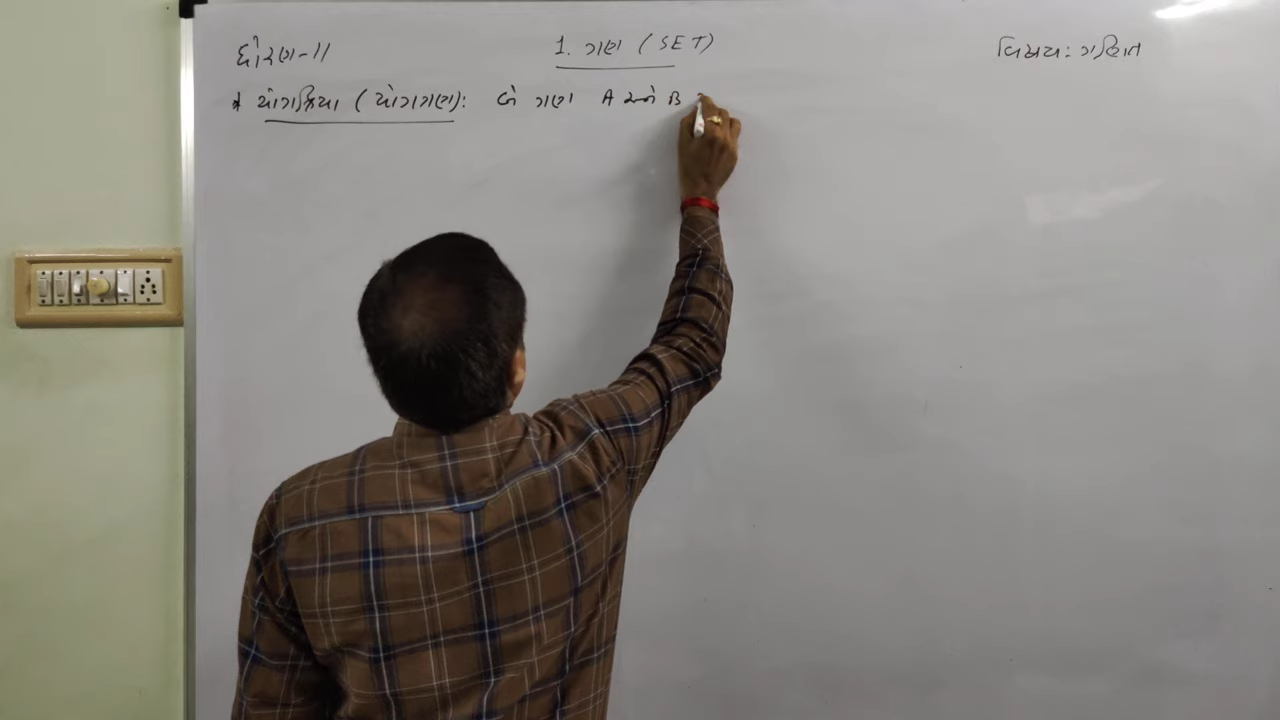 ધોરણ-11
1. ગણ (SET)
વિષય: ગણિત
* યોગક્રિયા (યોગગણ): બે ગણ A અને B